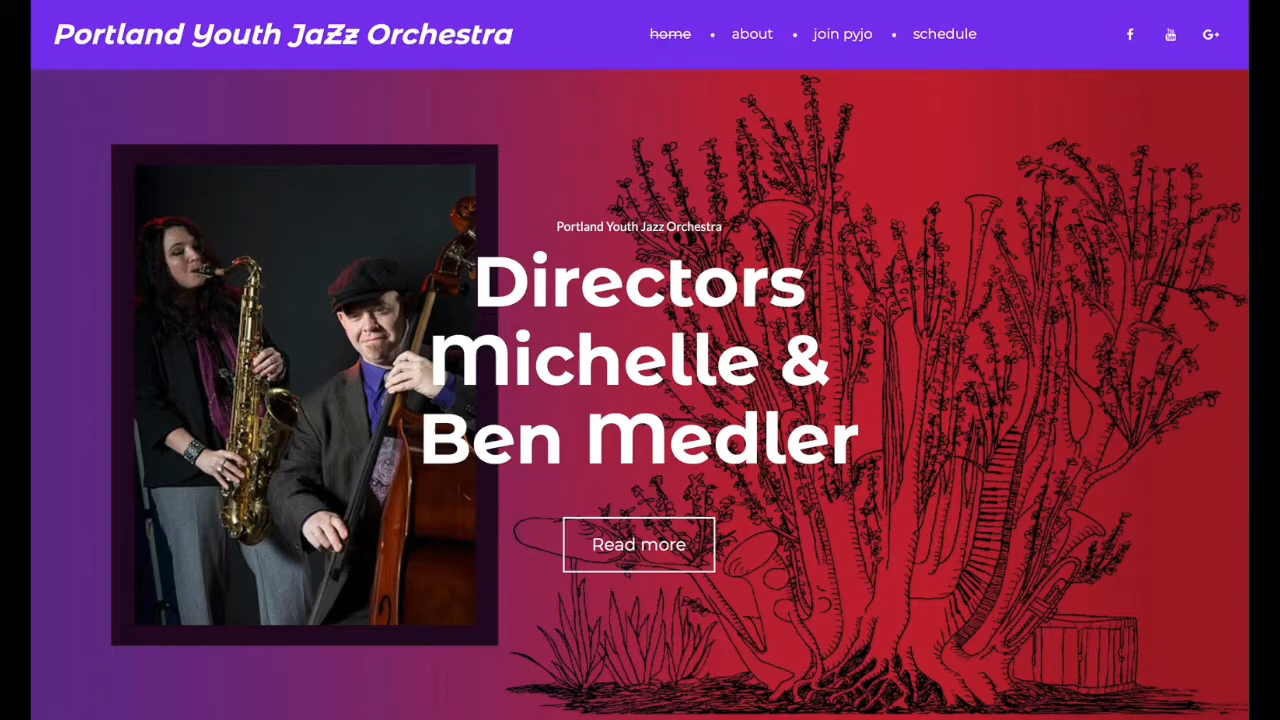 Portland Youth JaZz Orchestra
home • about • join pyjo • schedule
Portland Youth Jazz Orchestra
Directors
Michelle &
Ben Medler
Read more